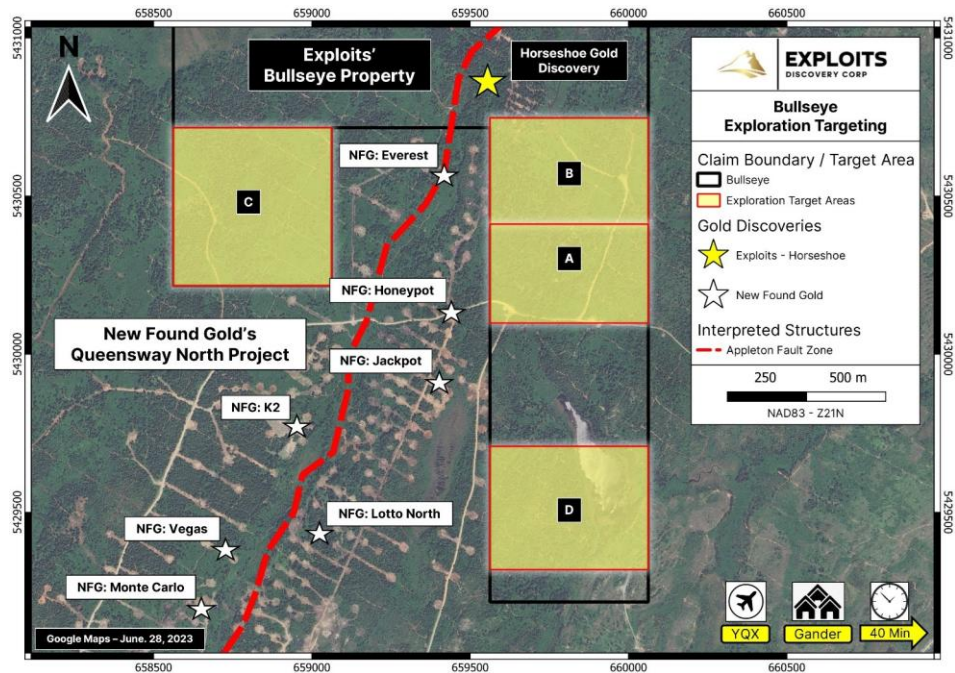 658500 659000 659500 660000 660500
5431000
5431000
N
Exploits'
Bullseye Property
Horseshoe Gold
Discovery
EXPLOITS
DISCOVERY CORP
Bullseye
Exploration Targeting
Claim Boundary / Target Area
Bullseye
Exploration Target Areas
Gold Discoveries
Exploits - Horseshoe
New Found Gold
Interpreted Structures
Appleton Fault Zone
250 500 m
NAD83 - Z21N
NFG: Everest
B
C
5430500
5430500
A
NFG: Honeypot
New Found Gold's
Queensway North Project
NFG: Jackpot
5430000
5430000
NFG: K2
D
NFG: Lotto North
5429500
5429500
NFG: Vegas
NFG: Monte Carlo
Google Maps – June. 28, 2023
YQX
Gander
40 Min
658500 659000 659500 660000 660500